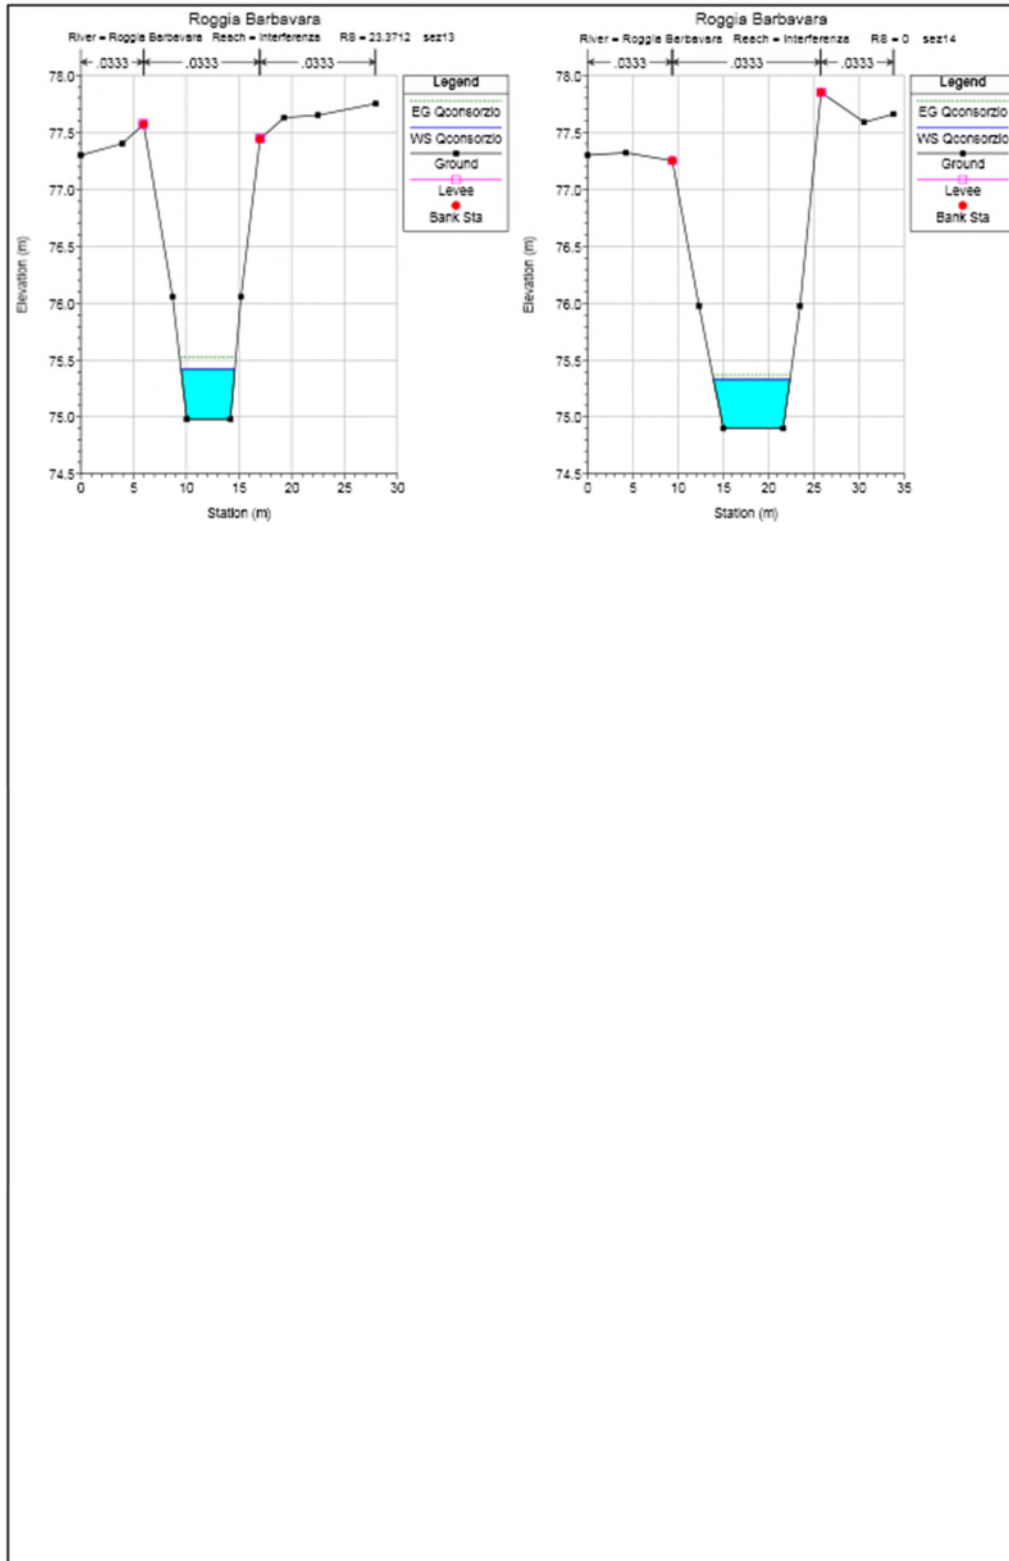 Roggia Barbavara
River = Roggia Barbavara Reach = Interferenza RS = 23.3712 sez13
.0333 .0333 .0333
78.0
77.5
77.0
76.5
76.0
75.5
75.0
74.5
Elevation (m)
0 5 10 15 20 25 30
Station (m)
Legend
EG Qconsorzio
WS Qconsorzio
Ground
Levee
Bank Sta
Roggia Barbavara
River = Roggia Barbavara Reach = Interferenza RS = 0 sez14
.0333 .0333 .0333
78.0
77.5
77.0
76.5
76.0
75.5
75.0
74.5
Elevation (m)
0 5 10 15 20 25 30 35
Station (m)
Legend
EG Qconsorzio
WS Qconsorzio
Ground
Levee
Bank Sta